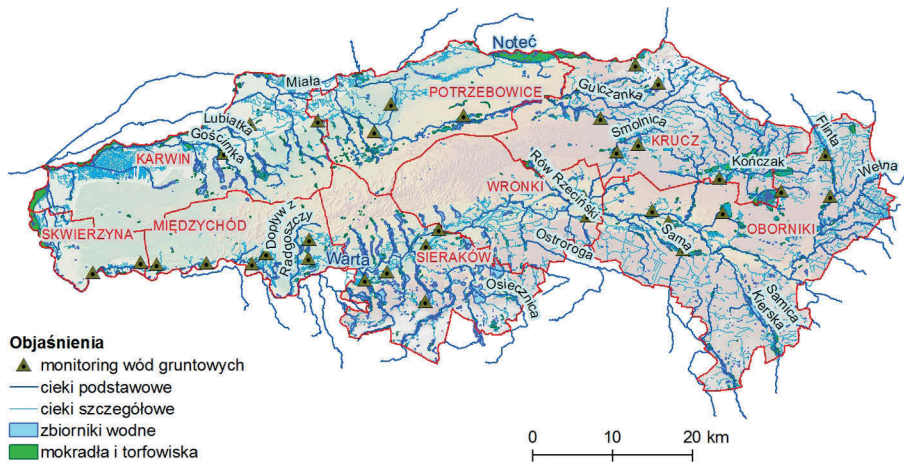 Noteć
Miała
POTRZEBOWICE
Gulczanka
Lubiatka
Smolnica
Flinta
Gościmka
KRUCZ
KARWIN
Kończak
Wełna
WRONKI
Rów Rzeciński
SKWIERZYNA
MIĘDZYCHÓD
Dopływ z
Radgoszczy
OBORNIKI
Sama
Ostroroga
Warta
SIERAKÓW
Osiecznica
Samica
Kierska
Objaśnienia
monitoring wód gruntowych
cieki podstawowe
cieki szczegółowe
zbiorniki wodne
mokradła i torfowiska
0 10 20 km